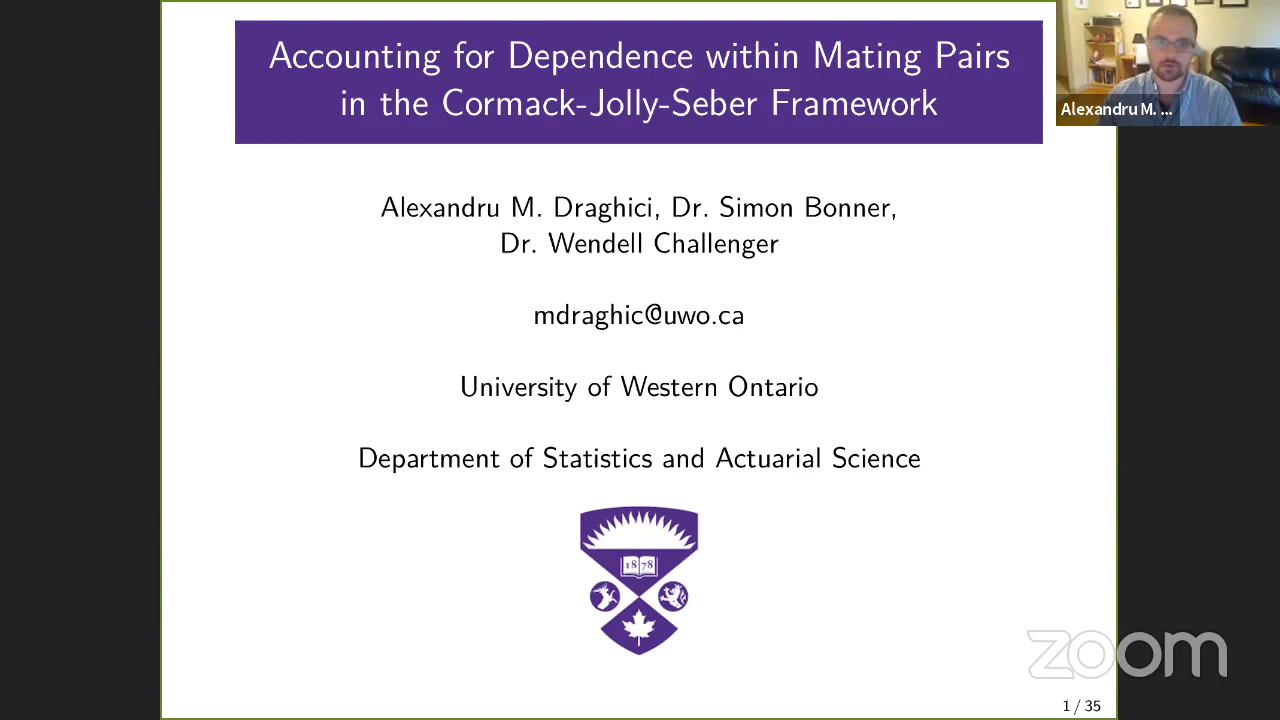 Accounting for Dependence within Mating Pairs
in the Cormack-Jolly-Seber Framework
Alexandru M. ...
Alexandru M. Draghici, Dr. Simon Bonner,
Dr. Wendell Challenger
mdraghic@uwo.ca
University of Western Ontario
Department of Statistics and Actuarial Science
1878
zoom
1 / 35